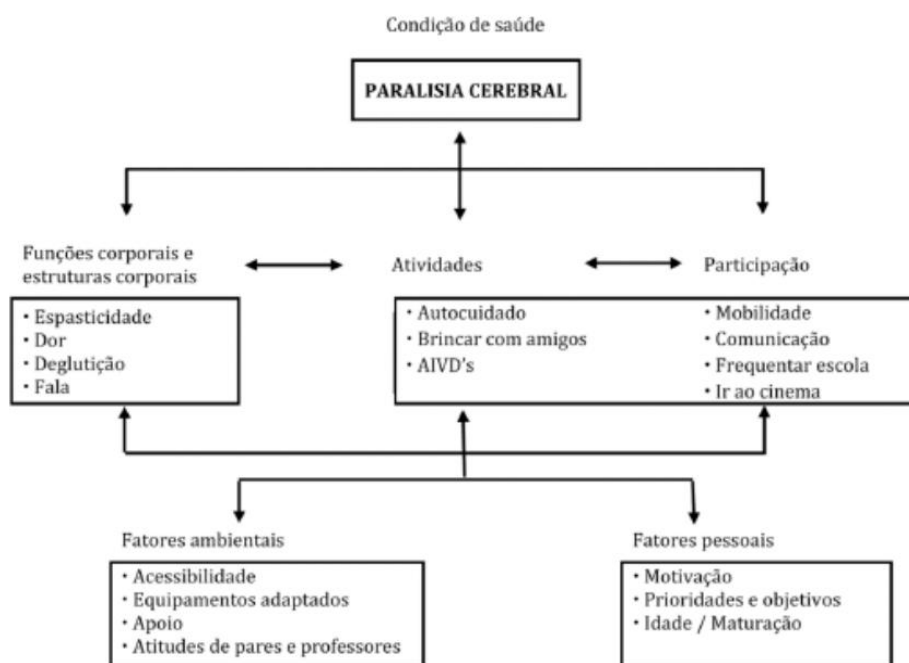 Condição de saúde
PARALISIA CEREBRAL
Funções corporais e
estruturas corporais
• Espasticidade
• Dor
• Deglutição
• Fala
Atividades
• Autocuidado
• Brincar com amigos
• AIVD's
Participação
• Mobilidade
• Comunicação
• Frequentar escola
• Ir ao cinema
Fatores ambientais
• Acessibilidade
• Equipamentos adaptados
• Apoio
• Atitudes de pares e professores
Fatores pessoais
• Motivação
• Prioridades e objetivos
• Idade / Maturação